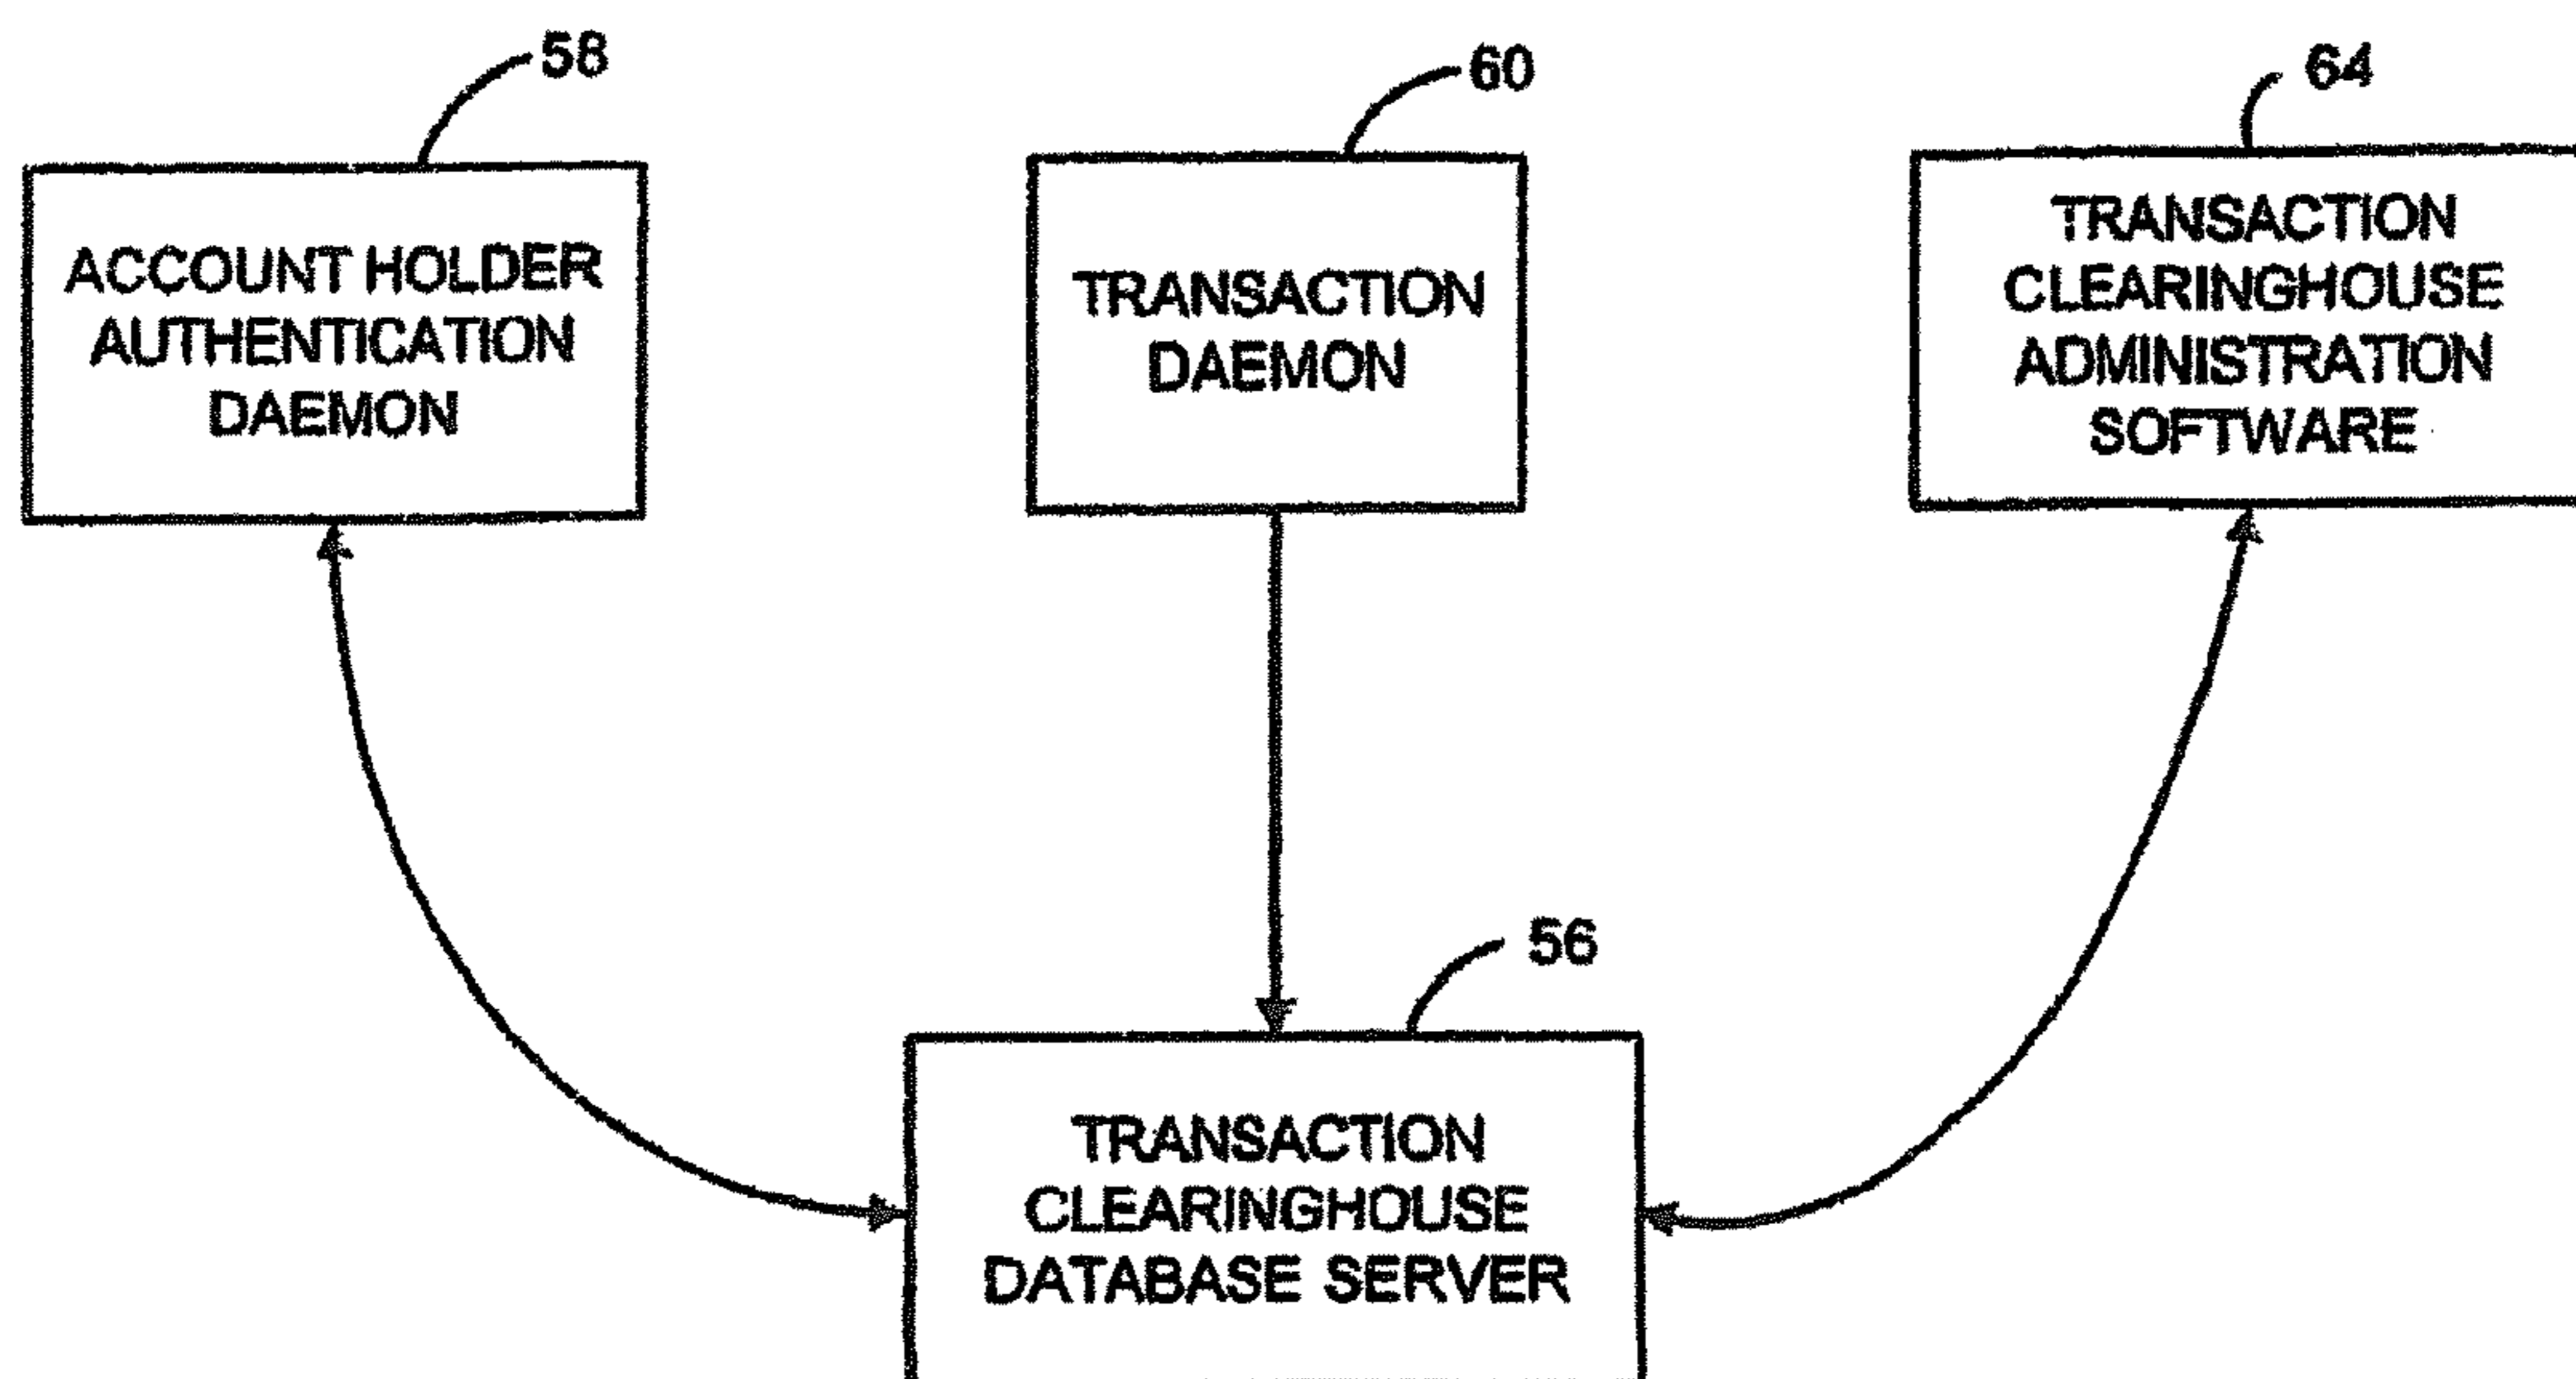 58
60
64
ACCOUNT HOLDER
AUTHENTICATION
DAEMON
TRANSACTION
DAEMON
TRANSACTION
CLEARINGHOUSE
ADMINISTRATION
SOFTWARE
56
TRANSACTION
CLEARINGHOUSE
DATABASE SERVER